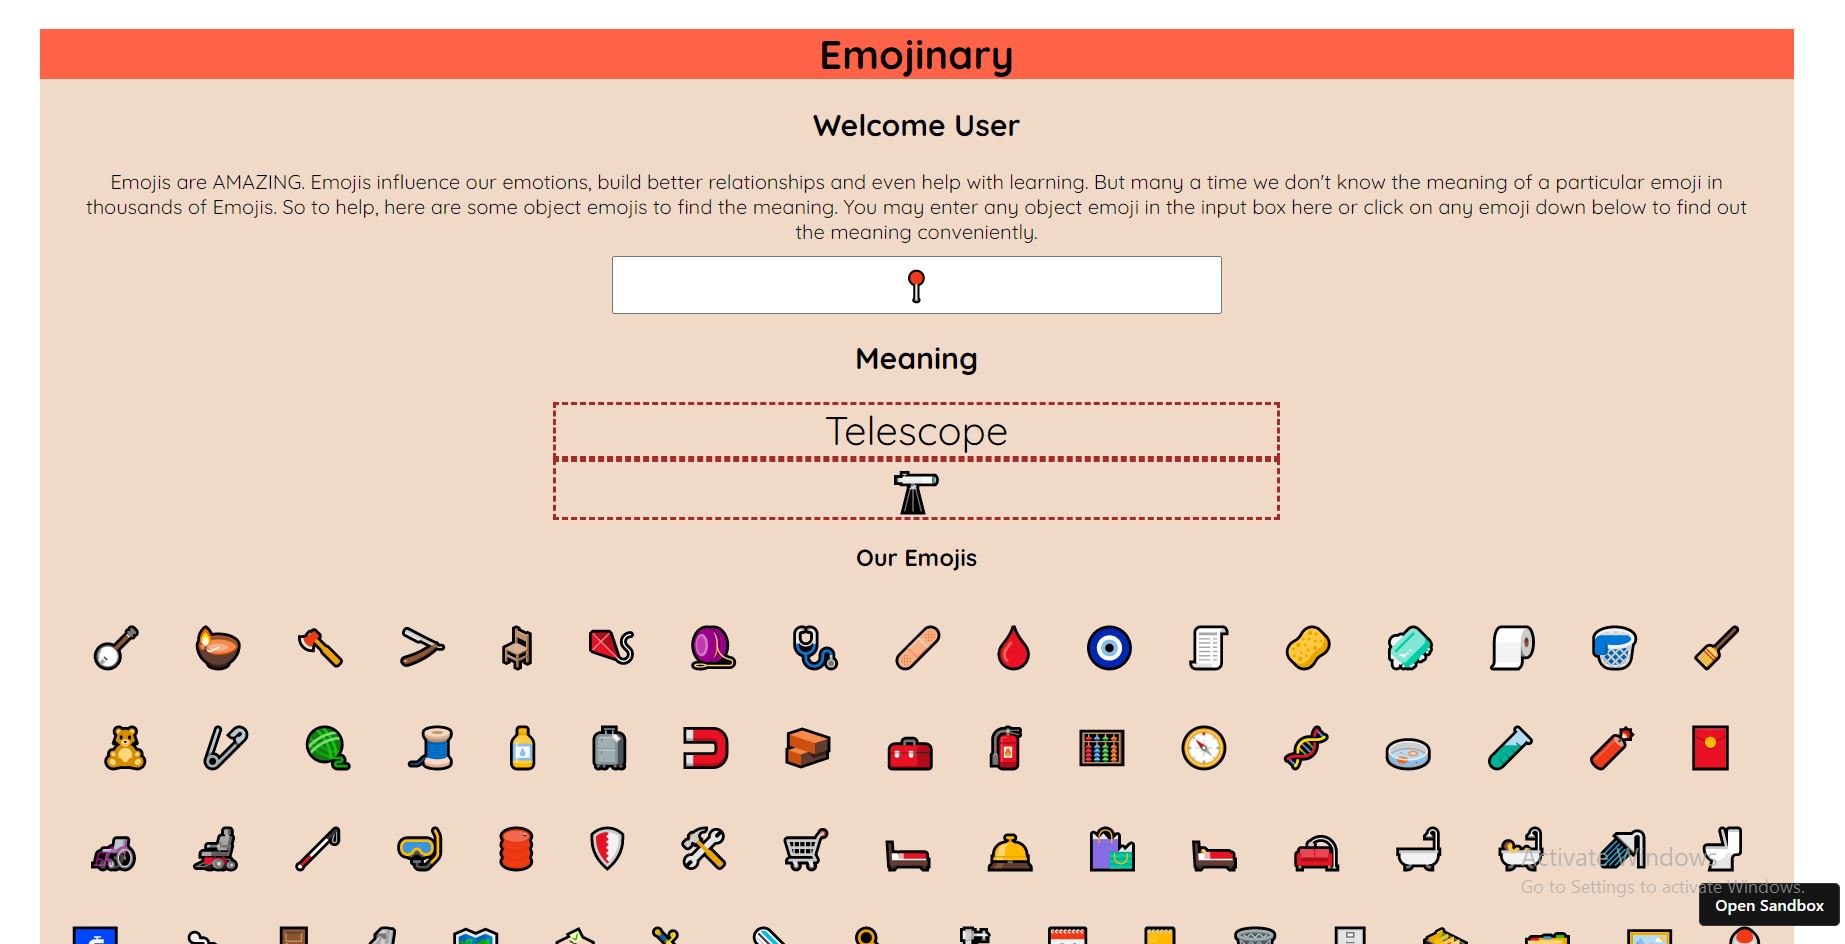 Emojinary
Welcome User
Emojis are AMAZING. Emojis influence our emotions, build better relationships and even help with learning. But many a time we don't know the meaning of a particular emoji in
thousands of Emojis. So to help, here are some object emojis to find the meaning. You may enter any object emoji in the input box here or click on any emoji down below to find out
the meaning conveniently.
Meaning
Telescope
Our Emojis
Activate Windows
Go to Settings to activate Windows.
Open Sandbox